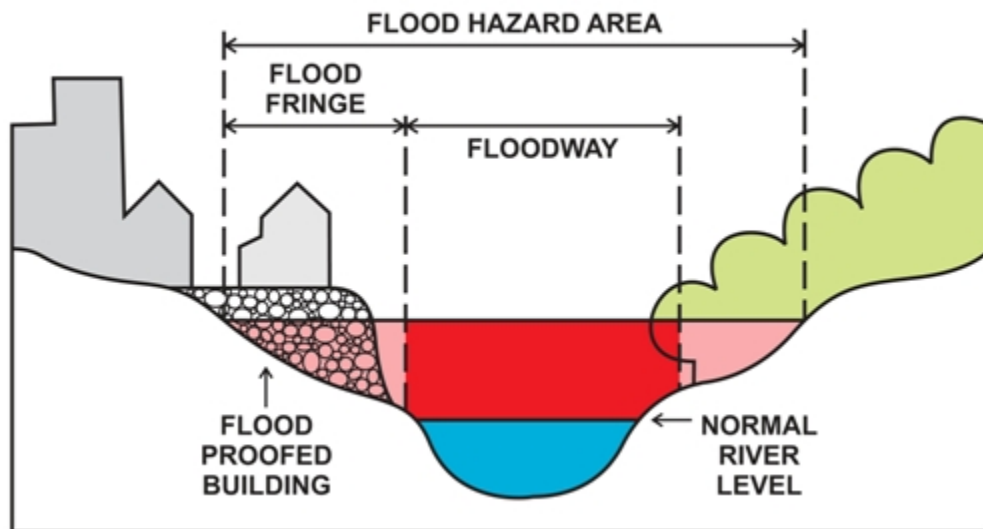 FLOOD HAZARD AREA
FLOOD
FRINGE
FLOODWAY
FLOOD
PROOFED
BUILDING
NORMAL
RIVER
LEVEL